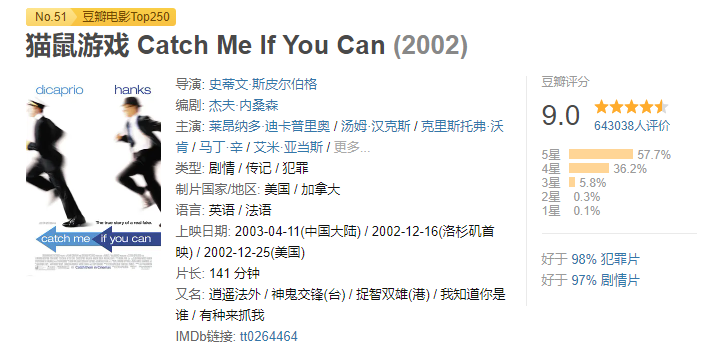 No.51 豆瓣电影Top250
猫鼠游戏 Catch Me If You Can (2002)
dicaprio hanks
The true story of a real fake.
catch me if you can
导演: 史蒂文·斯皮尔伯格
编剧: 杰夫·内桑森
主演: 莱昂纳多·迪卡普里奥 / 汤姆·汉克斯 / 克里斯托弗·沃
肯 / 马丁·辛 / 艾米·亚当斯 / 更多...
类型: 剧情 / 传记 / 犯罪
制片国家/地区: 美国 / 加拿大
语言: 英语 / 法语
上映日期: 2003-04-11(中国大陆) / 2002-12-16(洛杉矶首
映) / 2002-12-25(美国)
片长: 141 分钟
又名: 逍遥法外 / 神鬼交锋(台) / 捉智双雄(港) / 我知道你是
谁 / 有种来抓我
IMDb链接: tt0264464
豆瓣评分
9.0
643038人评价
5星 57.7%
4星 36.2%
3星 5.8%
2星 0.3%
1星 0.1%
好于 98% 犯罪片
好于 97% 剧情片